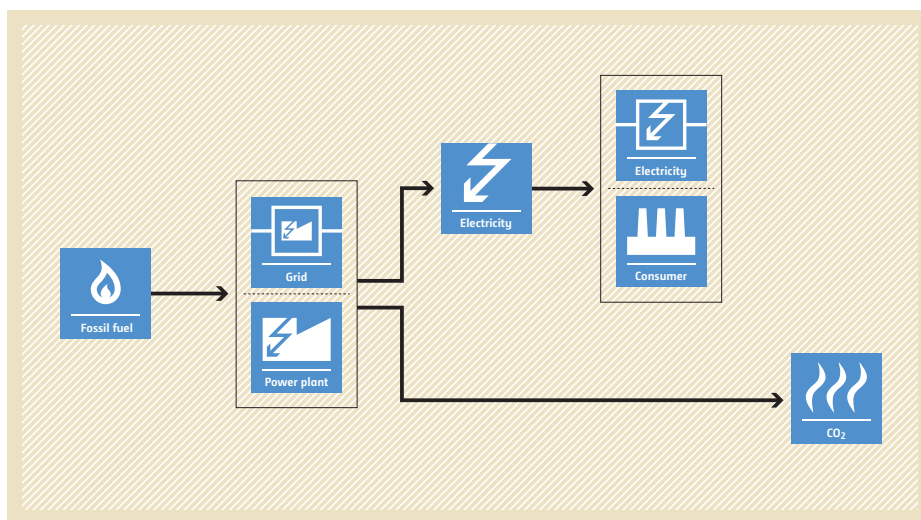 Electricity
Electricity
Consumer
Grid
Fossil fuel
Power plant
CO₂